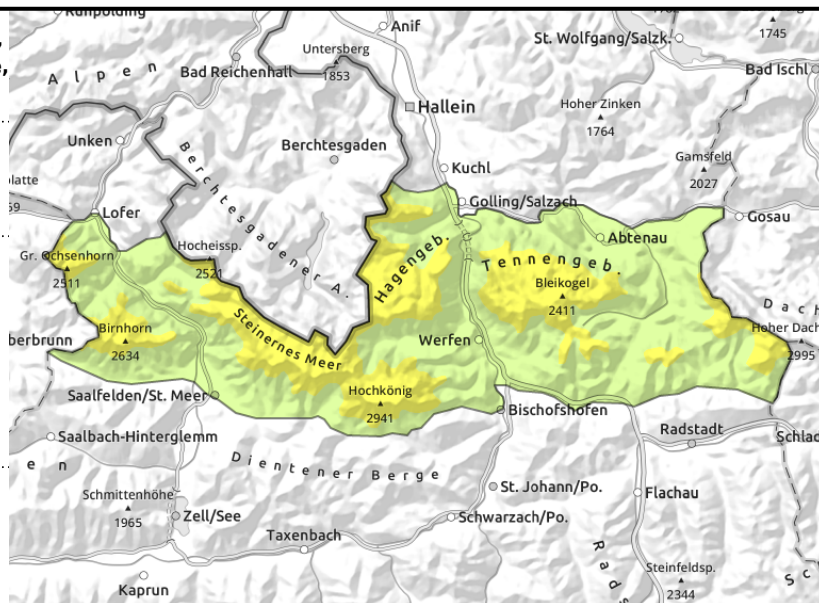 Anif
Untersberg
1853
St. Wolfgang/Salzk.
1745
Bad Ischl
Alpen
Bad Reichenhall
Hallein
Hoher Zinken
1764
Unken
Berchtesgaden
Gamsfeld
2027
Kuchl
Berchtesgadener A.
Lofer
Golling/Salzach
Gosau
Gr. Ochsenhorn
2511
Hocheissp.
2521
Hagengeb.
Abtenau
Tennengeb.
Bleikogel
2411
Birnhorn
2634
Steinernes Meer
Werfen
Hoher Dach
2995
Hochkönig
2941
Saalfelden/St. Meer
Bischofshofen
Saalbach-Hinterglemm
Radstadt
Schlad
Dientener Berge
Schmittenhöhe
1965
St. Johann/Po.
Flachau
Zell/See
Schwarzach/Po.
Taxenbach
Rads
Kaprun
Steinfeldsp.
2344